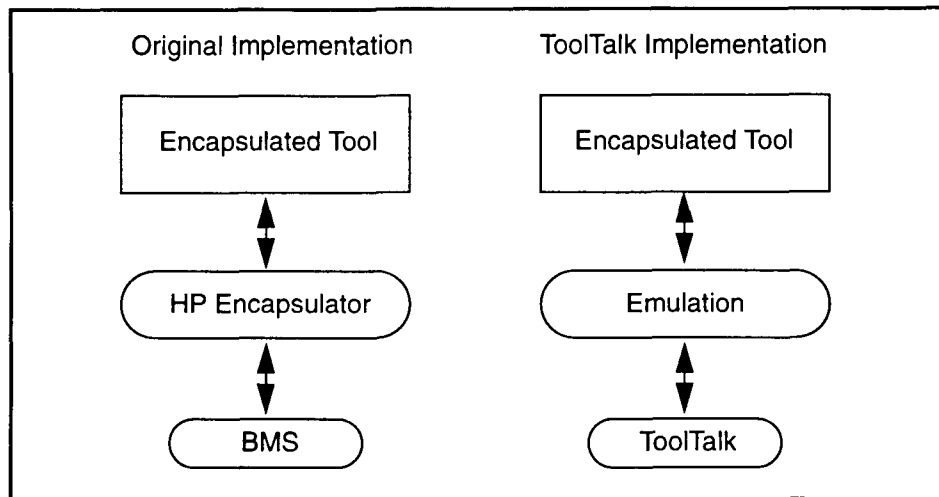 Original Implementation
ToolTalk Implementation
Encapsulated Tool
Encapsulated Tool
HP Encapsulator
Emulation
BMS
ToolTalk